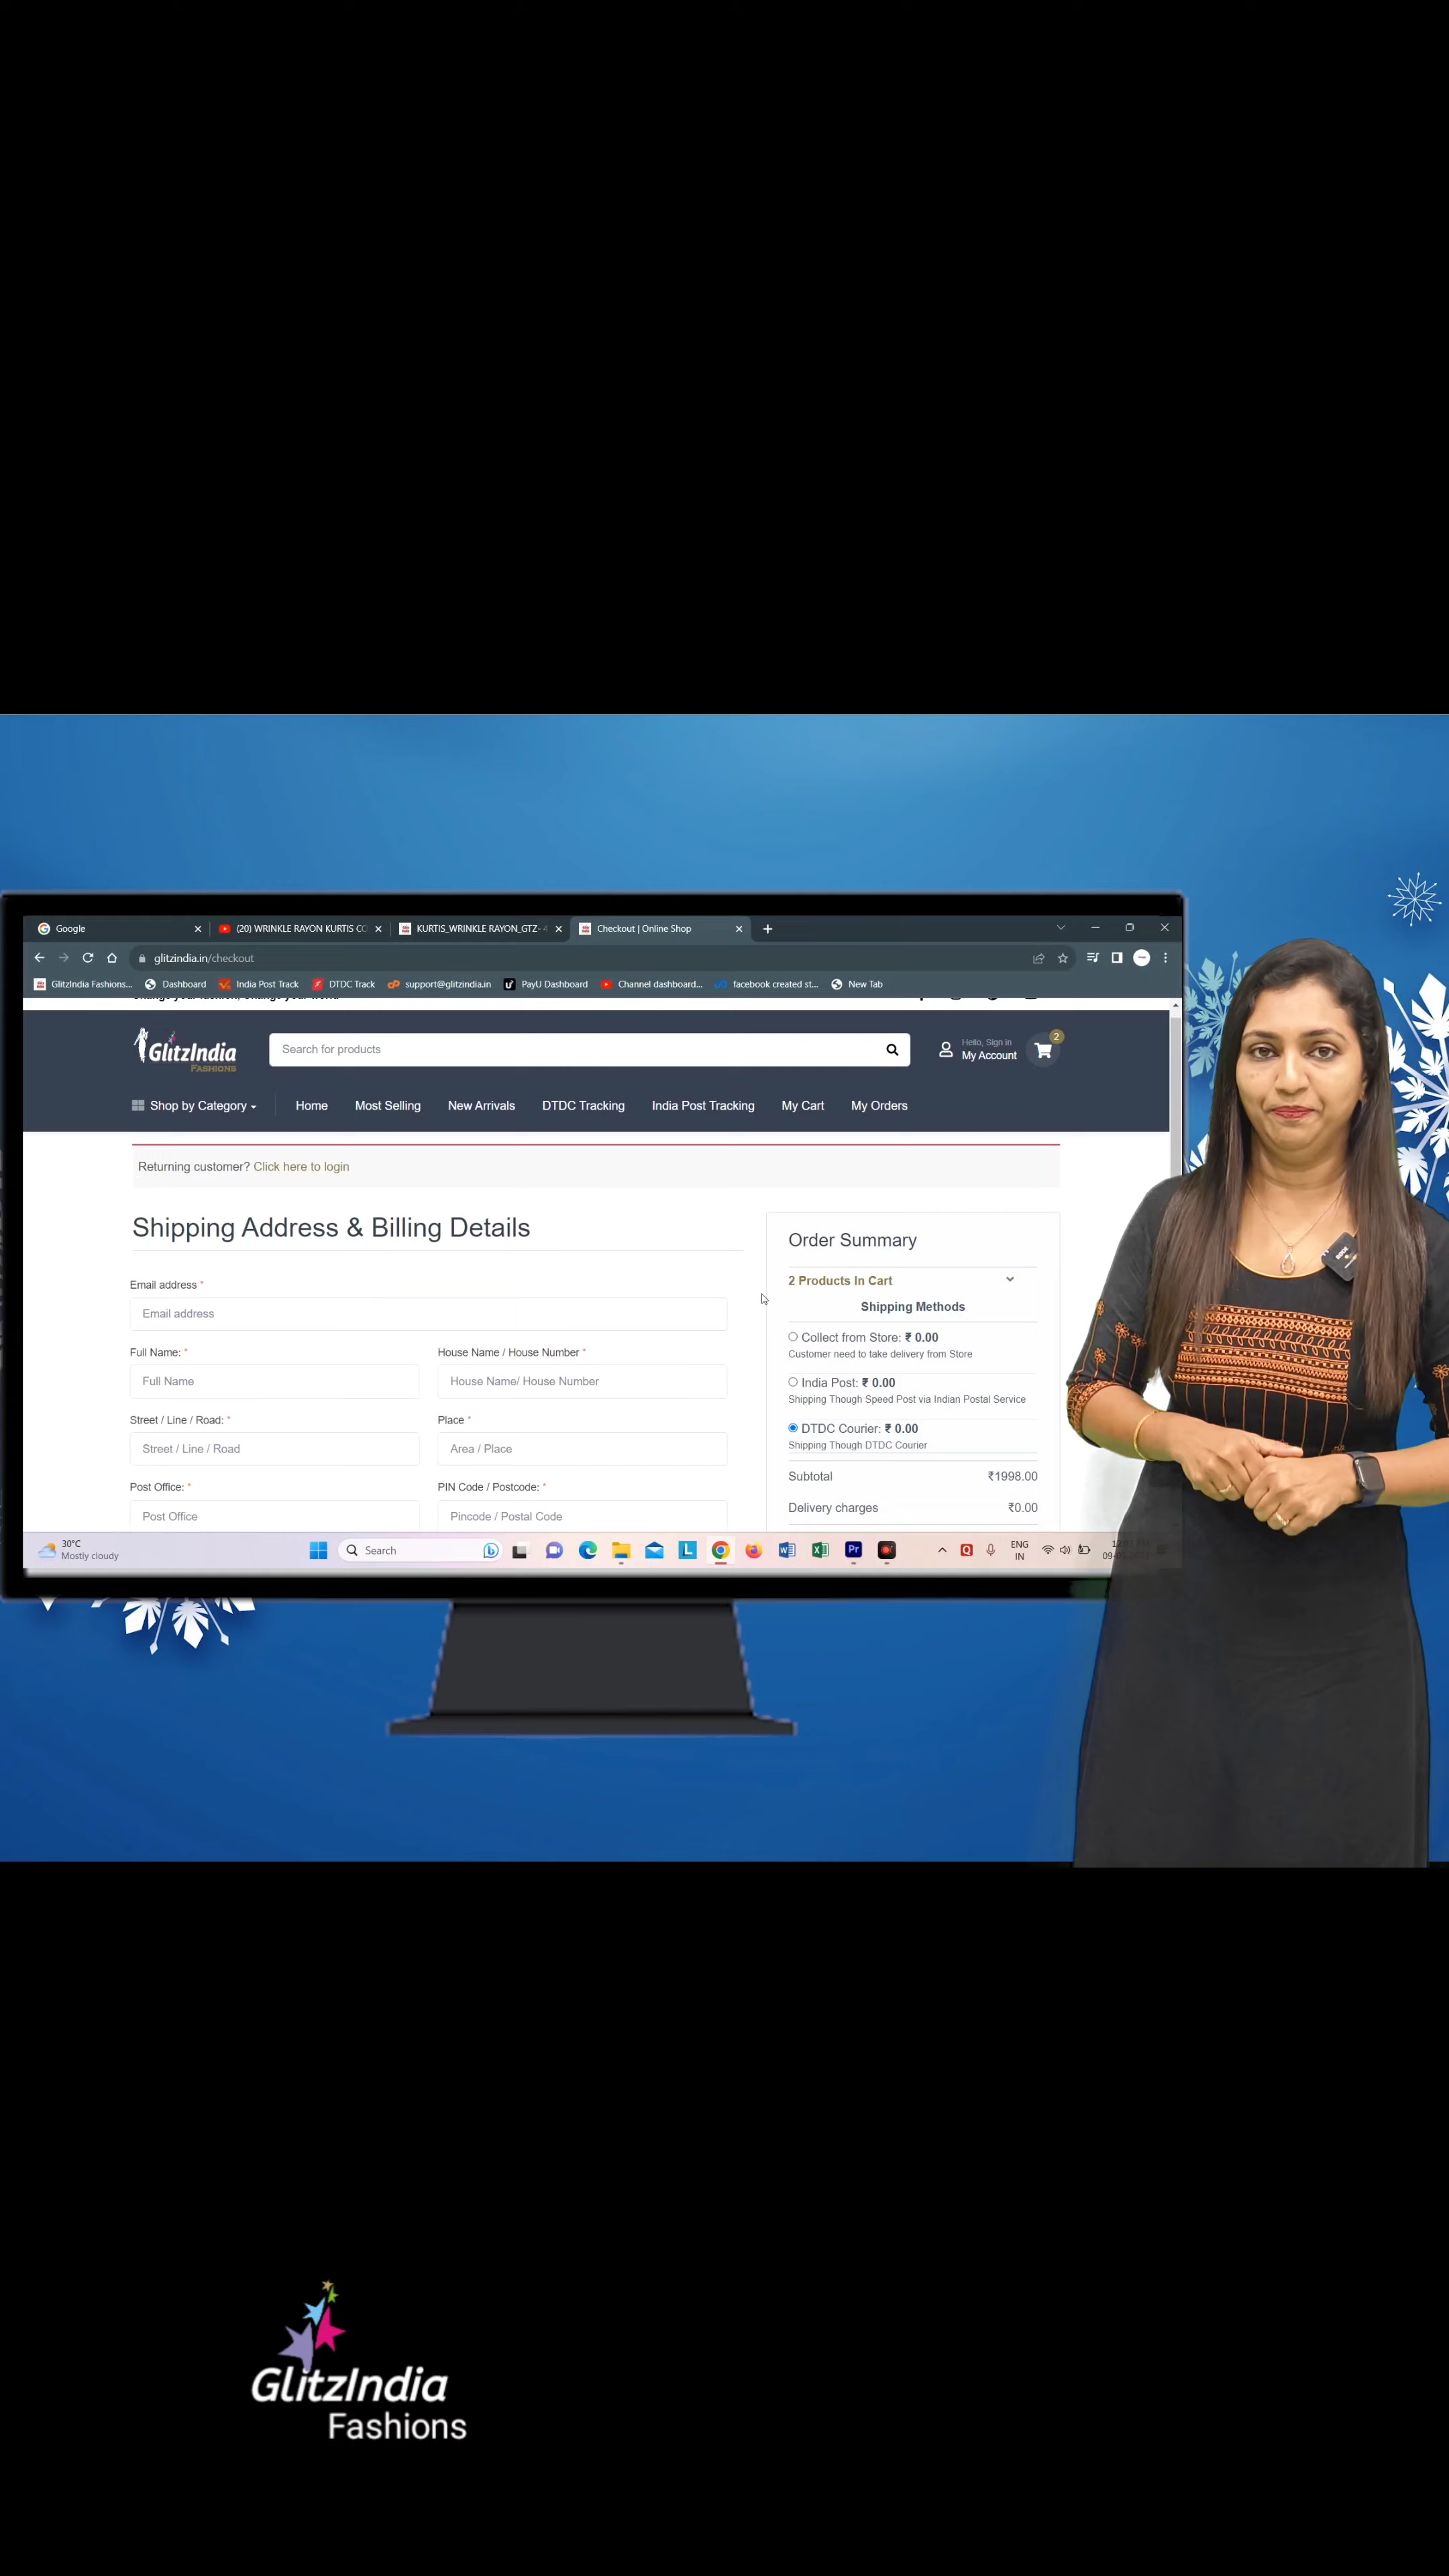 Google
(20) WRINKLE RAYON KURTIS CO
KURTIS_WRINKLE RAYON_GTZ- 4
Checkout | Online Shop
glitzindia.in/checkout
GlitzIndia Fashions...
Dashboard
India Post Track
DTDC Track
support@glitzindia.in
PayU Dashboard
Channel dashboard...
facebook created st...
New Tab
Change your fashion, Change your world
GlitzIndia
FASHIONS
Search for products
Hello, Sign in
My Account
2
Shop by Category
Home
Most Selling
New Arrivals
DTDC Tracking
India Post Tracking
My Cart
My Orders
Returning customer? Click here to login
Shipping Address & Billing Details
Email address *
Email address
Full Name: *
House Name / House Number *
Full Name
House Name/ House Number
Street / Line / Road: *
Place *
Street / Line / Road
Area / Place
Post Office: *
PIN Code / Postcode: *
Post Office
Pincode / Postal Code
Order Summary
2 Products In Cart
Shipping Methods
Collect from Store: ₹ 0.00
Customer need to take delivery from Store
India Post: ₹ 0.00
Shipping Though Speed Post via Indian Postal Service
DTDC Courier: ₹ 0.00
Shipping Though DTDC Courier
Subtotal ₹1998.00
Delivery charges ₹0.00
30°C
Mostly cloudy
Search
ENG
IN
GlitzIndia
Fashions